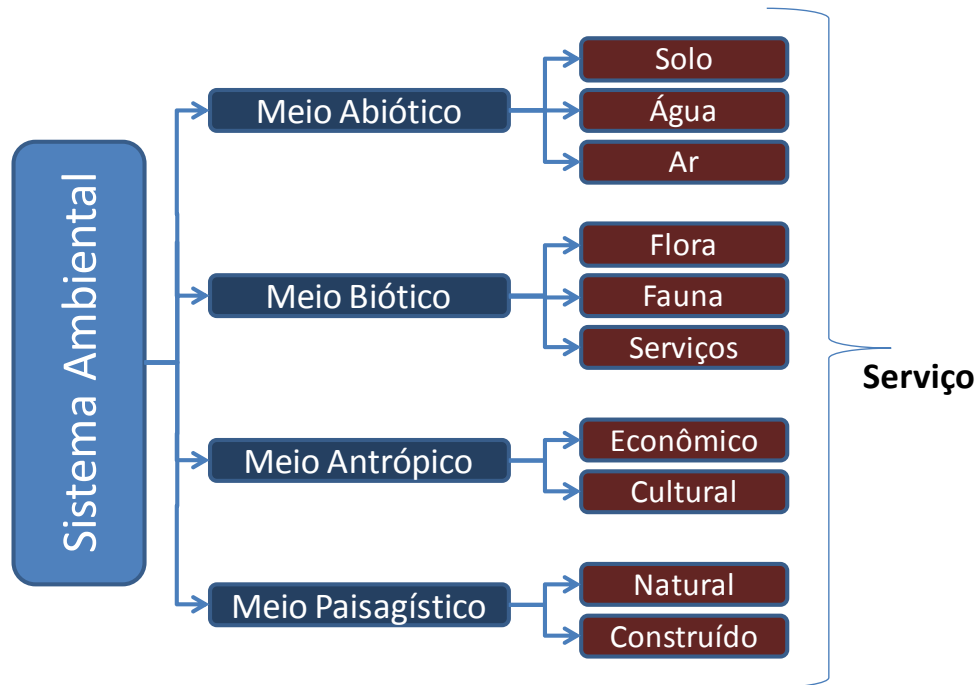 Sistema Ambiental
Meio Abiótico
Solo
Água
Ar
Meio Biótico
Flora
Fauna
Serviços
Meio Antrópico
Econômico
Cultural
Meio Paisagístico
Natural
Construído
Serviço